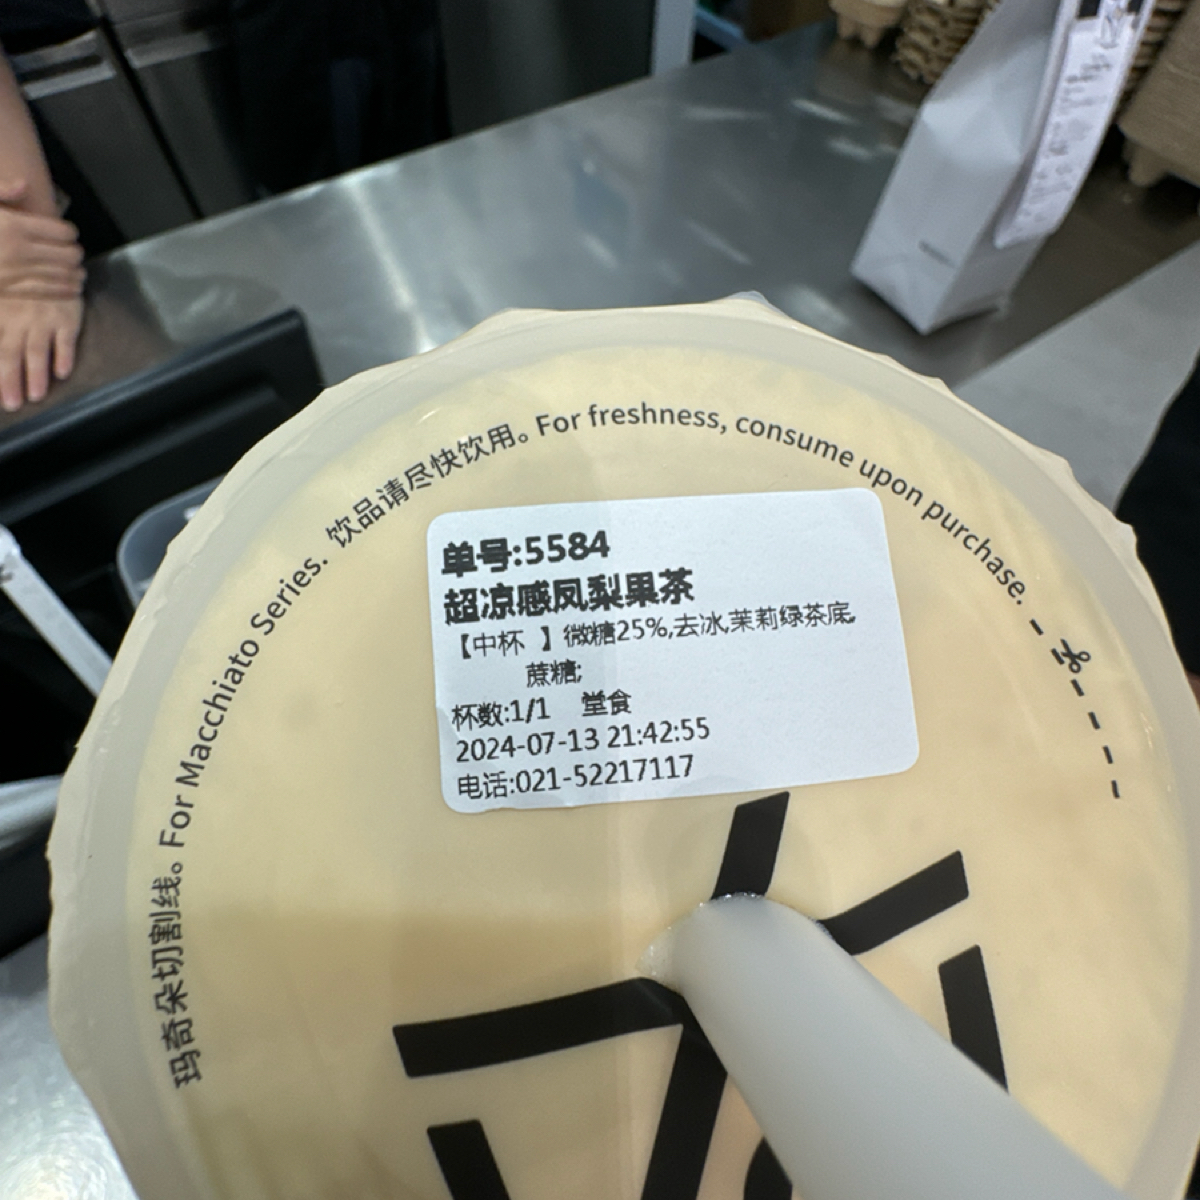 玛奇朵切割线。For Macchiato Series. 饮品请尽快饮用。For freshness, consume upon purchase.
单号:5584
超凉感凤梨果茶
【中杯 】微糖25%,去冰,茉莉绿茶底,
蔗糖;
杯数:1/1 堂食
2024-07-13 21:42:55
电话:021-52217117